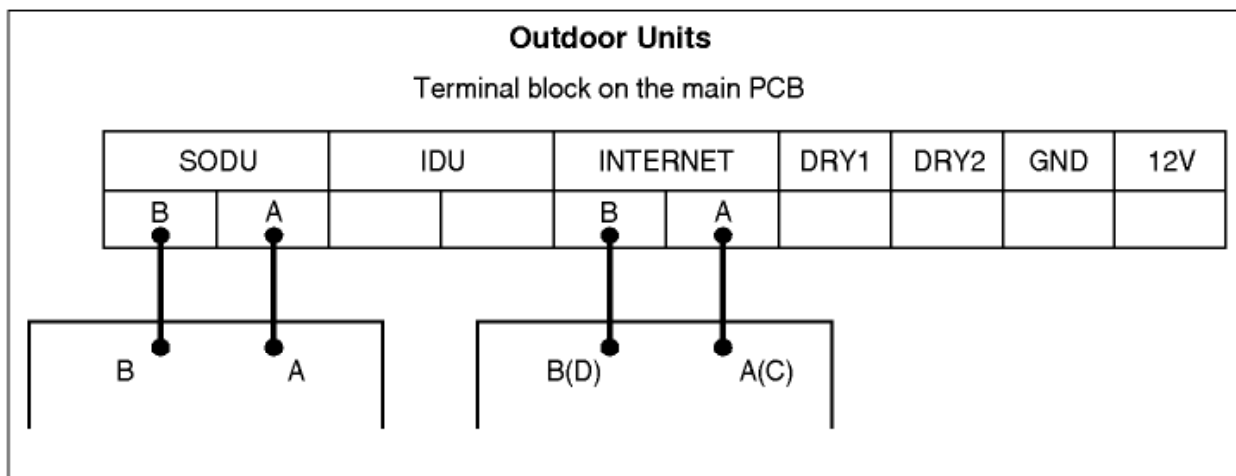 Outdoor Units
Terminal block on the main PCB
SODU IDU INTERNET DRY1 DRY2 GND 12V
B A B A
B A B(D) A(C)